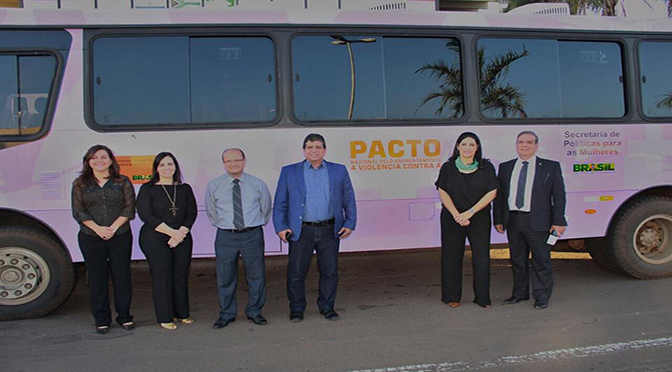 PACTO
NACIONAL PELO ENFRENTAMENTO
A VIOLÊNCIA CONTRA A
Secretaria de
Políticas para
as Mulheres
BRASIL